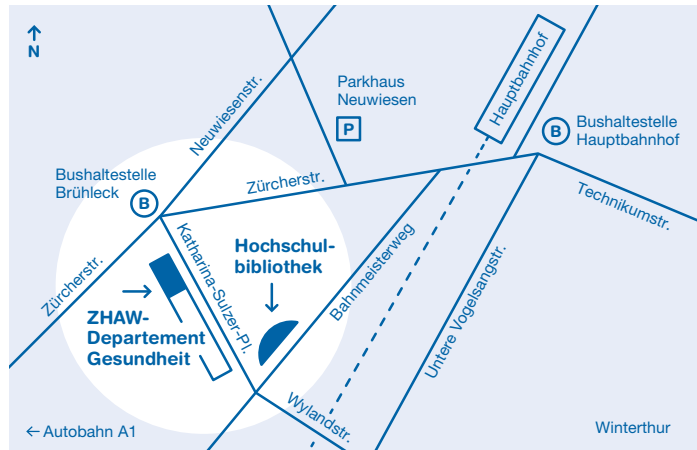 N
Neuwiesenstr.
Parkhaus
Neuwiesen
P
Hauptbahnhof
B
Bushaltestelle
Hauptbahnhof
Bushaltestelle
Brühleck
B
Zürcherstr.
Technikumstr.
Zürcherstr.
Katharina-Sulzer-Pl.
Hochschul-
bibliothek
Bahnmeisterweg
Untere Vogelsangstr.
ZHAW-
Departement
Gesundheit
Wylandstr.
← Autobahn A1
Winterthur